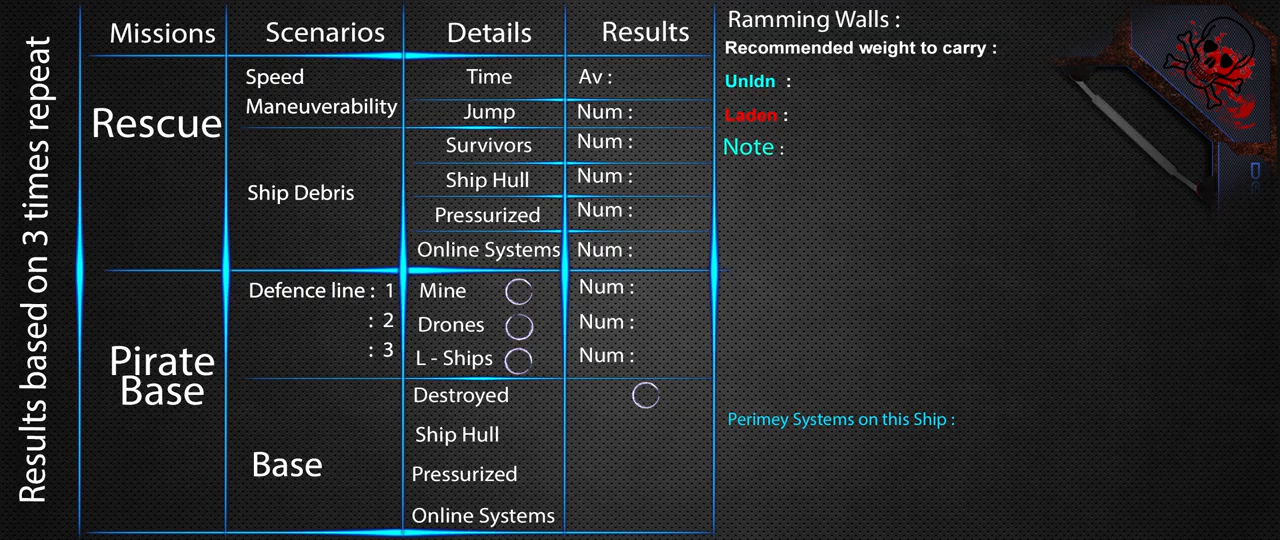 Results based on 3 times repeat
Missions Scenarios Details Results
Rescue
Speed
Maneuverability
Time Av :
Jump Num :
Ship Debris
Survivors Num :
Ship Hull Num :
Pressurized Num :
Online Systems Num :
Pirate
Base
Defence line : 1 Mine Num :
: 2 Drones Num :
: 3 L - Ships Num :
Base
Destroyed
Ship Hull
Pressurized
Online Systems
Ramming Walls :
Recommended weight to carry :
Unldn :
Laden :
Note :
Perimey Systems on this Ship :